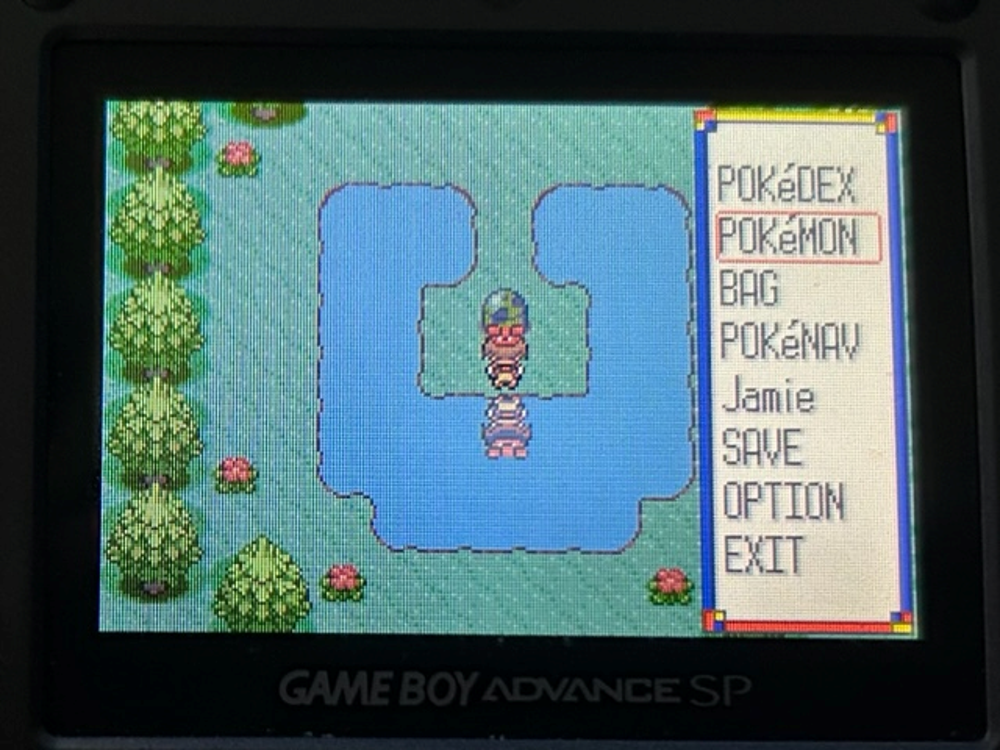 POKéDEX
POKéMON
BAG
POKéNAV
Jamie
SAVE
OPTION
EXIT
GAME BOY ADVANCE SP